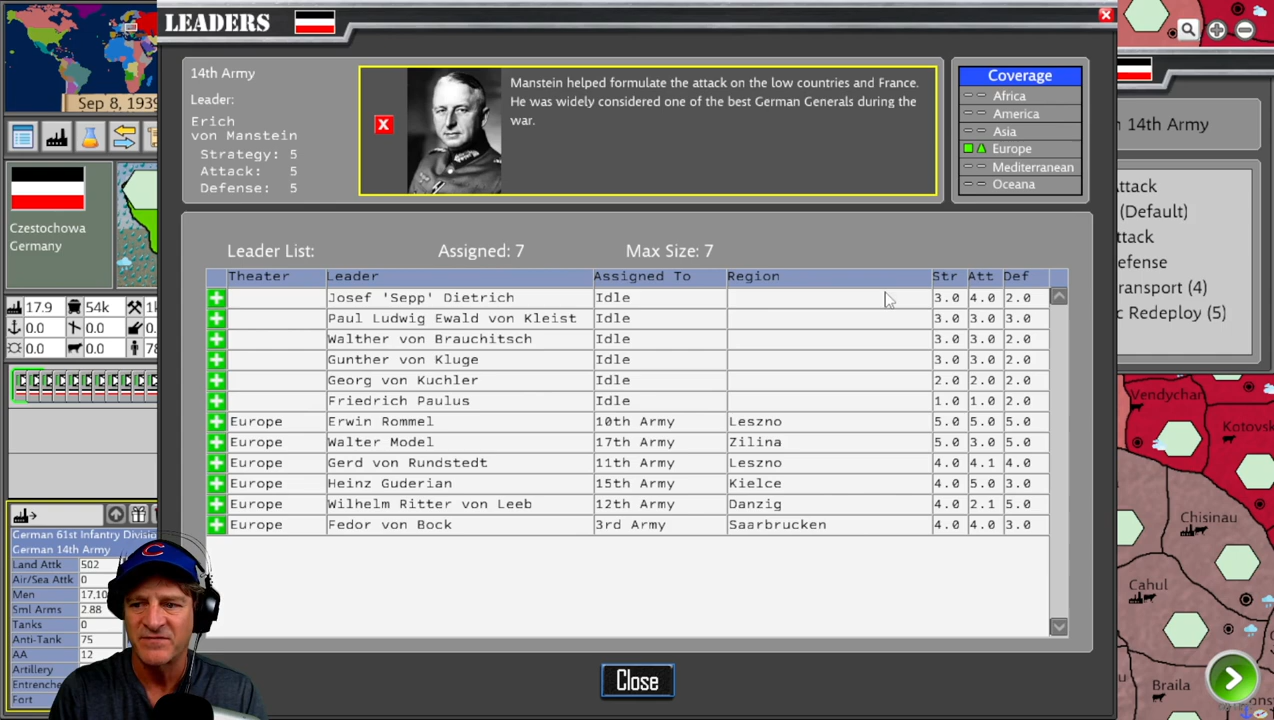 LEADERS
14th Army
Leader:
Erich
von Manstein
Strategy: 5
Attack: 5
Defense: 5
X
Manstein helped formulate the attack on the low countries and France.
He was widely considered one of the best German Generals during the
war.
Coverage
Africa
America
Asia
Europe
Mediterranean
Oceana
Sep 8, 1939
Czestochowa
Germany
17.9 54k
0.0 0.0 0.
0.0 0.0 78
Leader List: Assigned: 7 Max Size: 7
Theater Leader Assigned To Region Str Att Def
Josef 'Sepp' Dietrich Idle 3.0 4.0 2.0
Paul Ludwig Ewald von Kleist Idle 3.0 3.0 2.0
Walther von Brauchitsch Idle 3.0 3.0 2.0
Gunther von Kluge Idle 3.0 3.0 2.0
Georg von Kuchler Idle 2.0 2.0 2.0
Friedrich Paulus Idle 1.0 1.0 2.0
Europe Erwin Rommel 10th Army Leszno 5.0 5.0 5.0
Europe Walter Model 17th Army Zilina 5.0 3.0 5.0
Europe Gerd von Rundstedt 11th Army Leszno 4.0 4.1 4.0
Europe Heinz Guderian 15th Army Kielce 4.0 5.0 3.0
Europe Wilhelm Ritter von Leeb 12th Army Danzig 4.0 2.1 5.0
Europe Fedor von Bock 3rd Army Saarbrucken 4.0 4.0 3.0
Close
German 61st Infantry Divisio
German 14th Army
Land Attk 502
Air/Sea Attk 0
Men 17,10
Sml Arms 2.88
Tanks 0
Anti-Tank 75
AA 12
Artillery
Entrenche
Fort
14th Army
ttack
(Default)
ttack
efense
ransport (4)
c Redeploy (5)
Vendychar
Kotovsk
Chisinau
Cahul
Braila